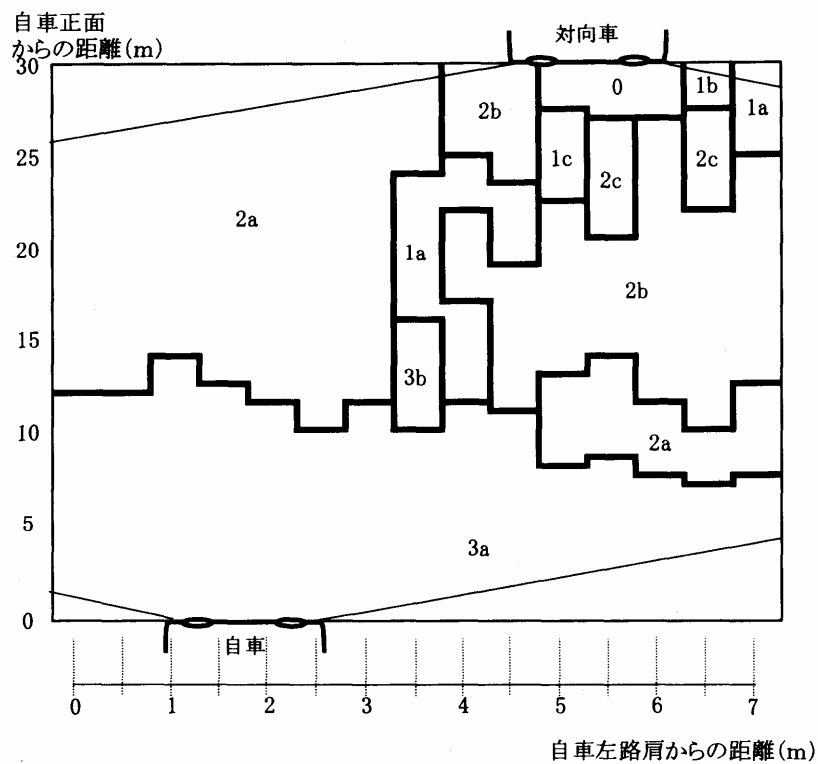 自車正面
からの距離(m)
対向車
30
0
1b
2b
1a
25
1c
2c
2c
2a
20
1a
2b
15
3b
10
2a
5
3a
0
自車
0 1 2 3 4 5 6 7
自車左路肩からの距離(m)